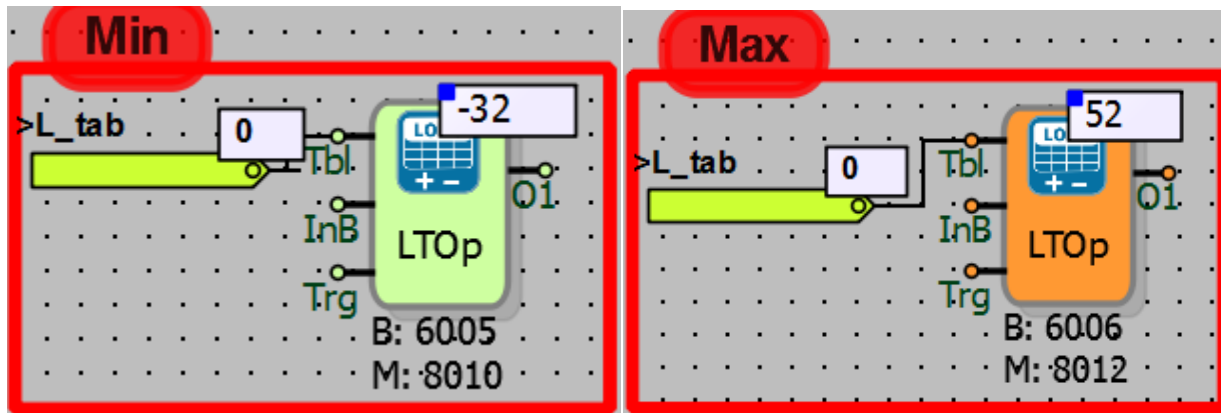 Min
-32
>L_tab
0
Tbl
O1
InB
LTOp
Trg
B: 6005
M: 8010
Max
52
>L_tab
0
Tbl
O1
InB
LTOp
Trg
B: 6006
M: 8012